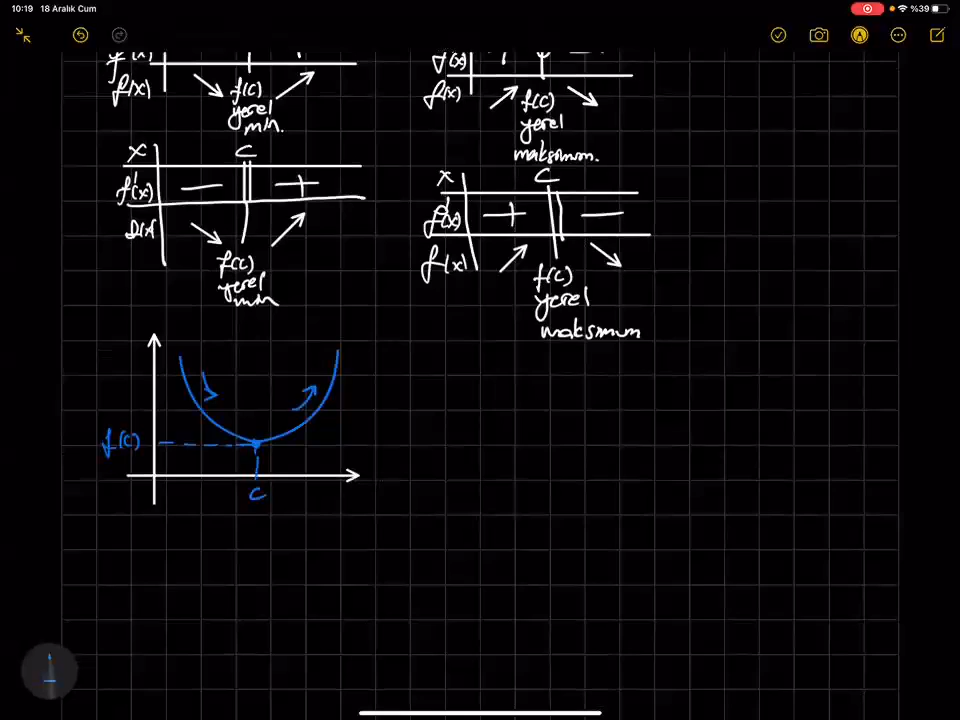 10:19 18 Aralık Cum %39
f'(x)
f(x)
f(c)
yerel
min.
f'(x)
f(x)
f(c)
yerel
maksimum.
x c
f'(x) — +
f(c)
yerel
min
x c
f'(x) + —
f(x)
f(c)
yerel
maksimum
f(c)
c